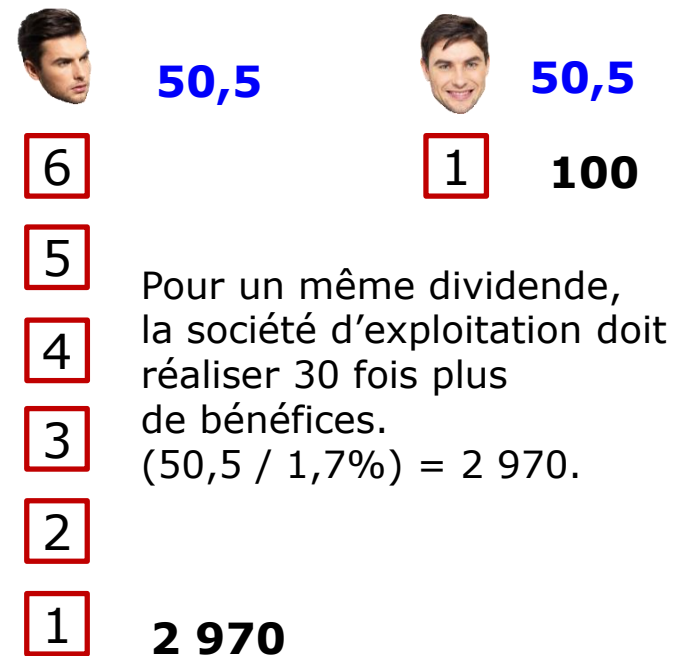 50,5
50,5
6
1
100
5
Pour un même dividende,
la société d’exploitation doit
4
réaliser 30 fois plus
de bénéfices.
3
(50,5 / 1,7%) = 2 970.
2
1
2 970